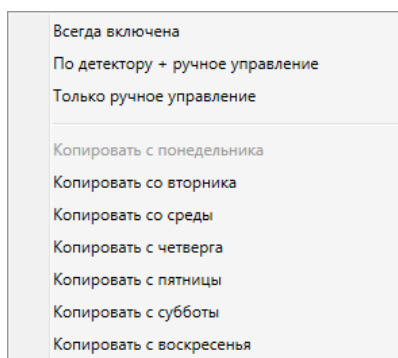 Всегда включена
По детектору + ручное управление
Только ручное управление
Копировать с понедельника
Копировать со вторника
Копировать со среды
Копировать с четверга
Копировать с пятницы
Копировать с субботы
Копировать с воскресенья